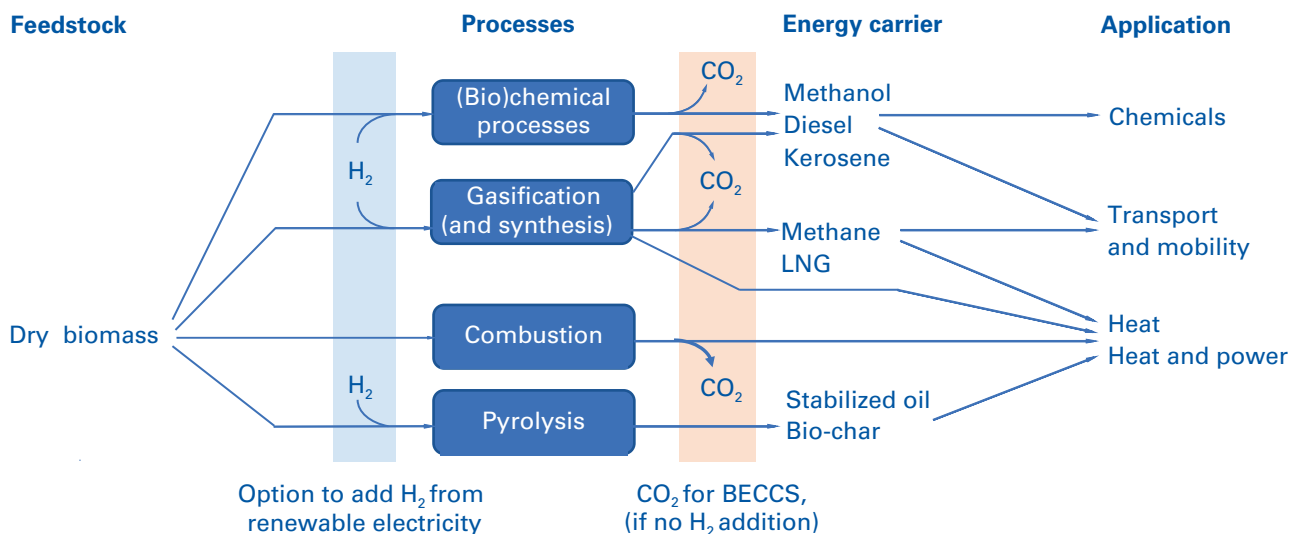 Feedstock
Processes
Energy carrier
Application
CO₂
(Bio)chemical
processes
Methanol
Diesel
Kerosene
Chemicals
H₂
CO₂
Gasification
(and synthesis)
Methane
LNG
Transport
and mobility
Dry biomass
Combustion
Heat
Heat and power
H₂
CO₂
Pyrolysis
Stabilized oil
Bio-char
Option to add H₂ from
renewable electricity
CO₂ for BECCS,
(if no H₂ addition)